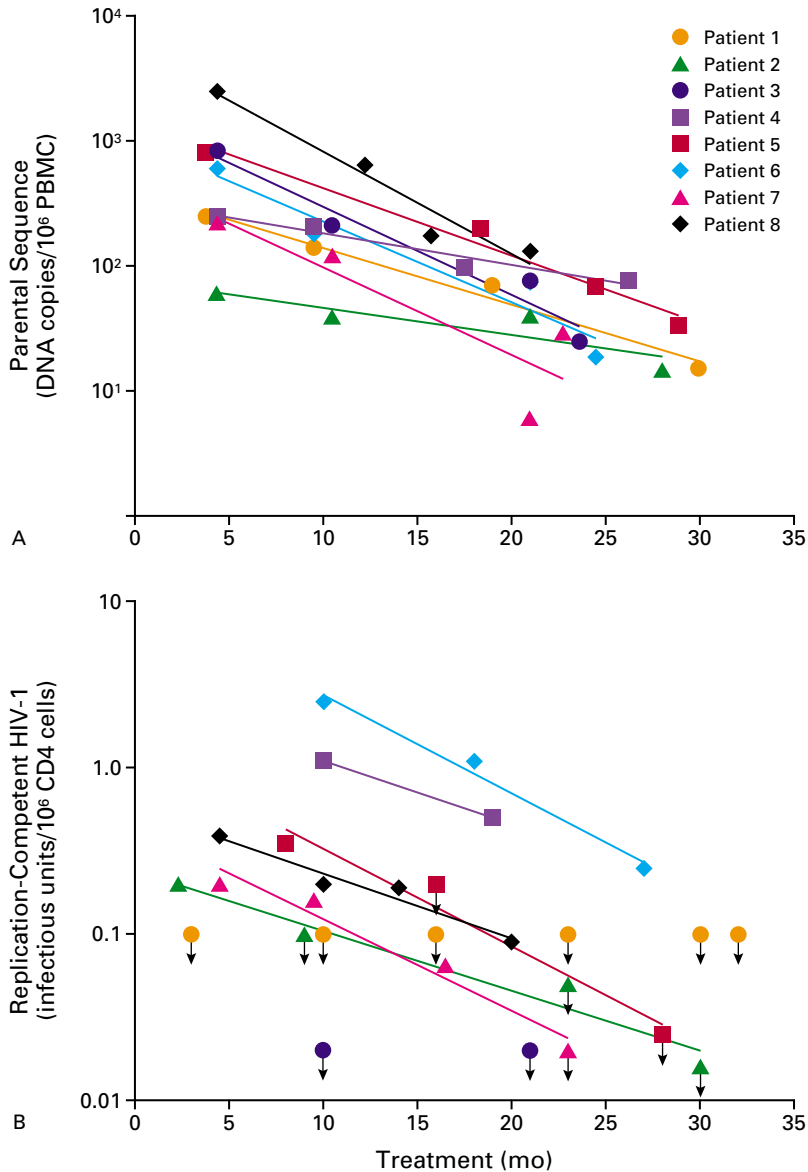 10⁴
10³
10²
10¹
Parental Sequence
(DNA copies/10⁶ PBMC)
Patient 1
Patient 2
Patient 3
Patient 4
Patient 5
Patient 6
Patient 7
Patient 8
A
0 5 10 15 20 25 30 35
10
1.0
0.1
0.01
Replication-Competent HIV-1
(infectious units/10⁶ CD4 cells)
B
0 5 10 15 20 25 30 35
Treatment (mo)